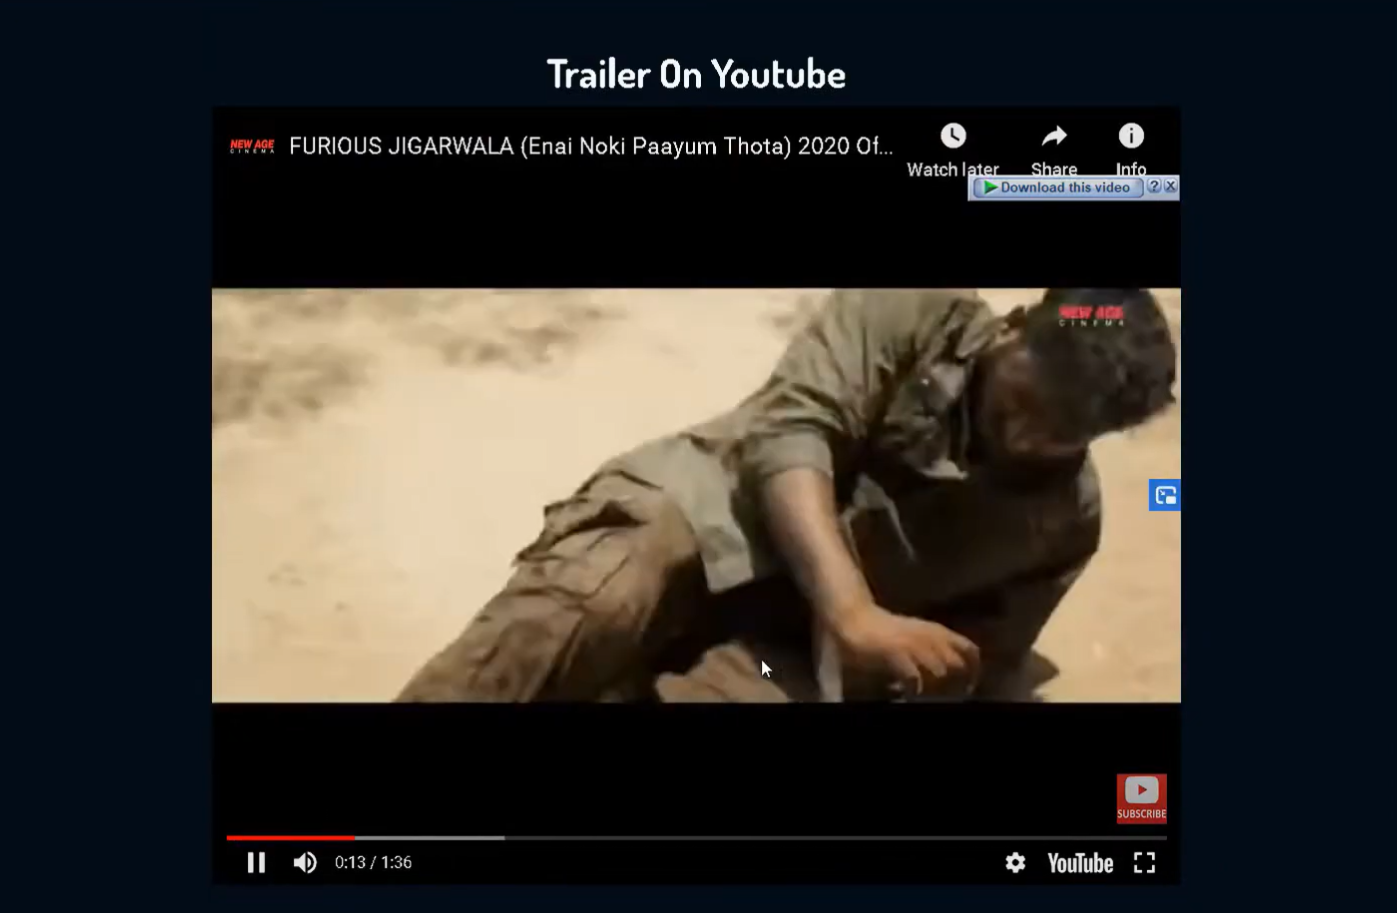 Trailer On Youtube
NEW AGE
CINEMA
FURIOUS JIGARWALA (Enai Noki Paayum Thota) 2020 Of...
Watch later
Share
Info
Download this video
?
X
NEW AGE
CINEMA
SUBSCRIBE
0:13 / 1:36
YouTube